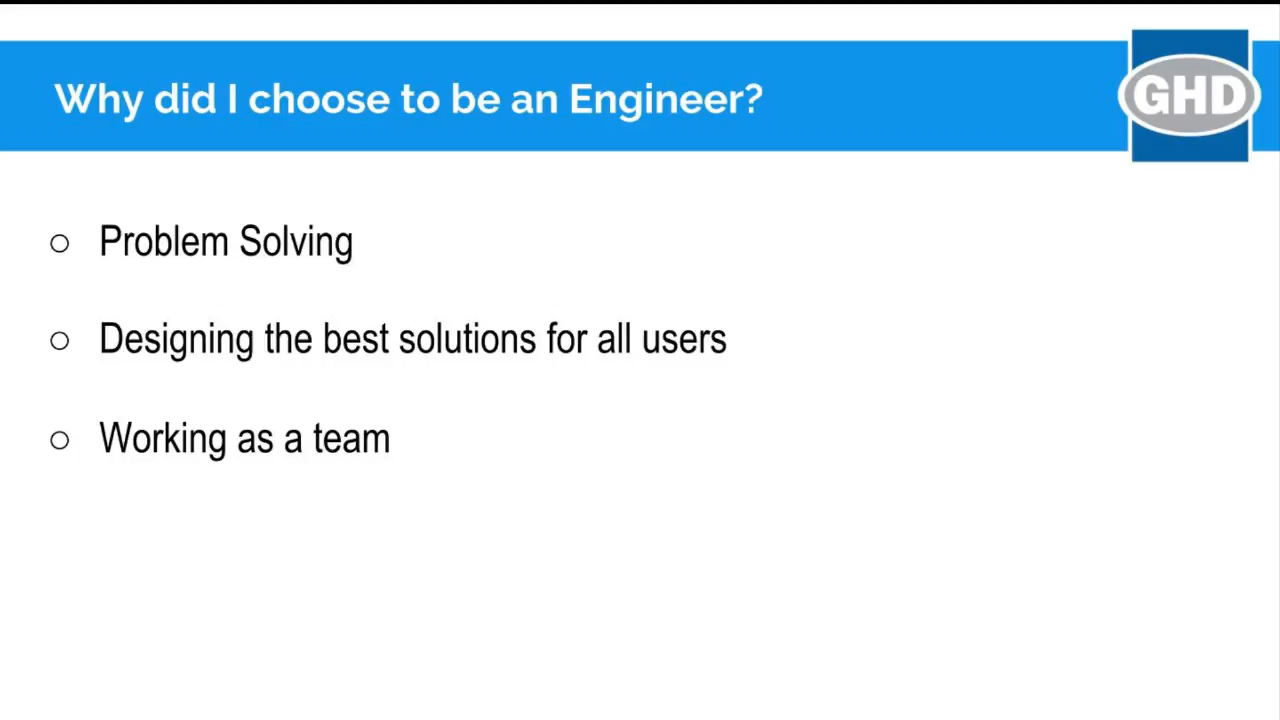 Why did I choose to be an Engineer?
GHD
○ Problem Solving
○ Designing the best solutions for all users
○ Working as a team